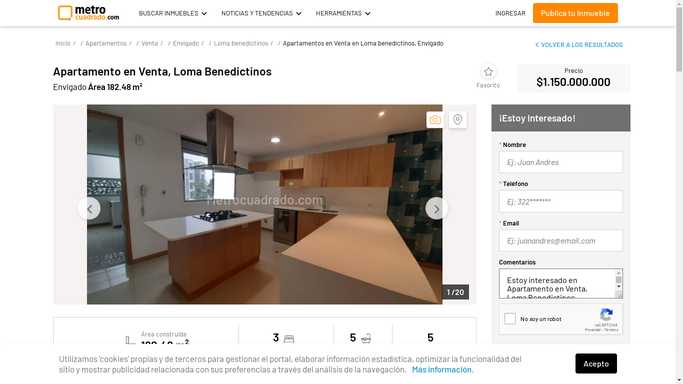 metro
cuadrado.com
BUSCAR INMUEBLES
NOTICIAS Y TENDENCIAS
HERRAMIENTAS
INGRESAR
Publica tu Inmueble
Inicio / / Apartamentos / / Venta / / Envigado / / Loma benedictinos / / Apartamentos en Venta en Loma benedictinos, Envigado
VOLVER A LOS RESULTADOS
Apartamento en Venta, Loma Benedictinos
Envigado Área 182.48 m²
Favorito
Precio
$1.150.000.000
Metrocuadrado.com
1 / 20
¡Estoy Interesado!
* Nombre
Ej: Juan Andres
* Telefono
Ej: 322*******
* Email
Ej: juanandres@email.com
Comentarios
Estoy interesado en
Apartamento en Venta,
Loma Benedictinos
No soy un robot
reCAPTCHA
Privacidad - Términos
Área construida
182.48 m²
3
5
5
Utilizamos 'cookies' propias y de terceros para gestionar el portal, elaborar información estadística, optimizar la funcionalidad del
sitio y mostrar publicidad relacionada con sus preferencias a través del análisis de la navegación. Más información.
Acepto